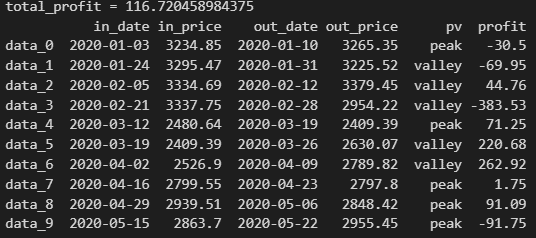 total_profit = 116.720458984375
in_date in_price out_date out_price pv profit
data_0 2020-01-03 3234.85 2020-01-10 3265.35 peak -30.5
data_1 2020-01-24 3295.47 2020-01-31 3225.52 valley -69.95
data_2 2020-02-05 3334.69 2020-02-12 3379.45 valley 44.76
data_3 2020-02-21 3337.75 2020-02-28 2954.22 valley -383.53
data_4 2020-03-12 2480.64 2020-03-19 2409.39 peak 71.25
data_5 2020-03-19 2409.39 2020-03-26 2630.07 valley 220.68
data_6 2020-04-02 2526.9 2020-04-09 2789.82 valley 262.92
data_7 2020-04-16 2799.55 2020-04-23 2797.8 peak 1.75
data_8 2020-04-29 2939.51 2020-05-06 2848.42 peak 91.09
data_9 2020-05-15 2863.7 2020-05-22 2955.45 peak -91.75